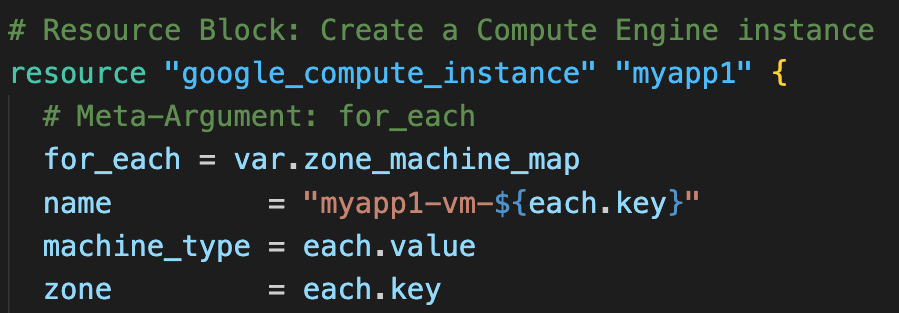 # Resource Block: Create a Compute Engine instance
resource "google_compute_instance" "myapp1" {
  # Meta-Argument: for_each
  for_each = var.zone_machine_map
  name         = "myapp1-vm-${each.key}"
  machine_type = each.value
  zone         = each.key